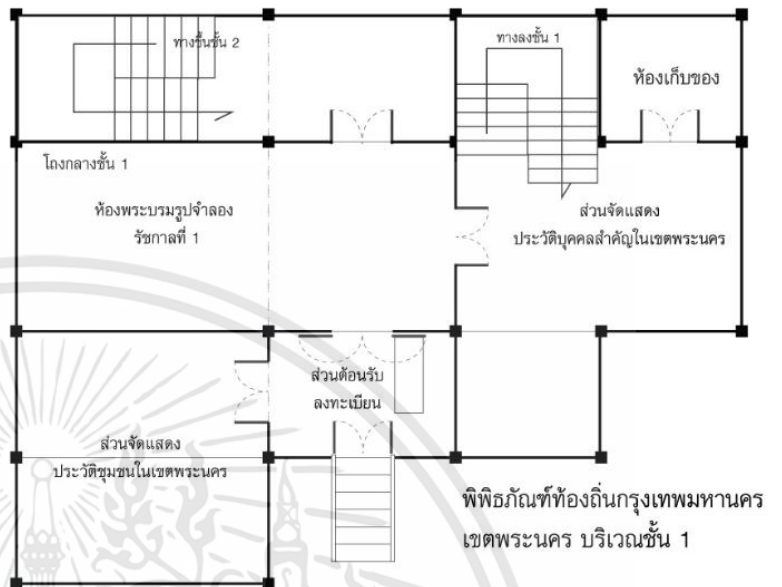 ทางขึ้นชั้น 2
ทางลงชั้น 1
ห้องเก็บของ
โถงกลางชั้น 1
ห้องพระบรมรูปจำลอง
รัชกาลที่ 1
ส่วนจัดแสดง
ประวัติบุคคลสำคัญในเขตพระนคร
ส่วนต้อนรับ
ลงทะเบียน
ส่วนจัดแสดง
ประวัติชุมชนในเขตพระนคร
พิพิธภัณฑ์ท้องถิ่นกรุงเทพมหานคร
เขตพระนคร บริเวณชั้น 1